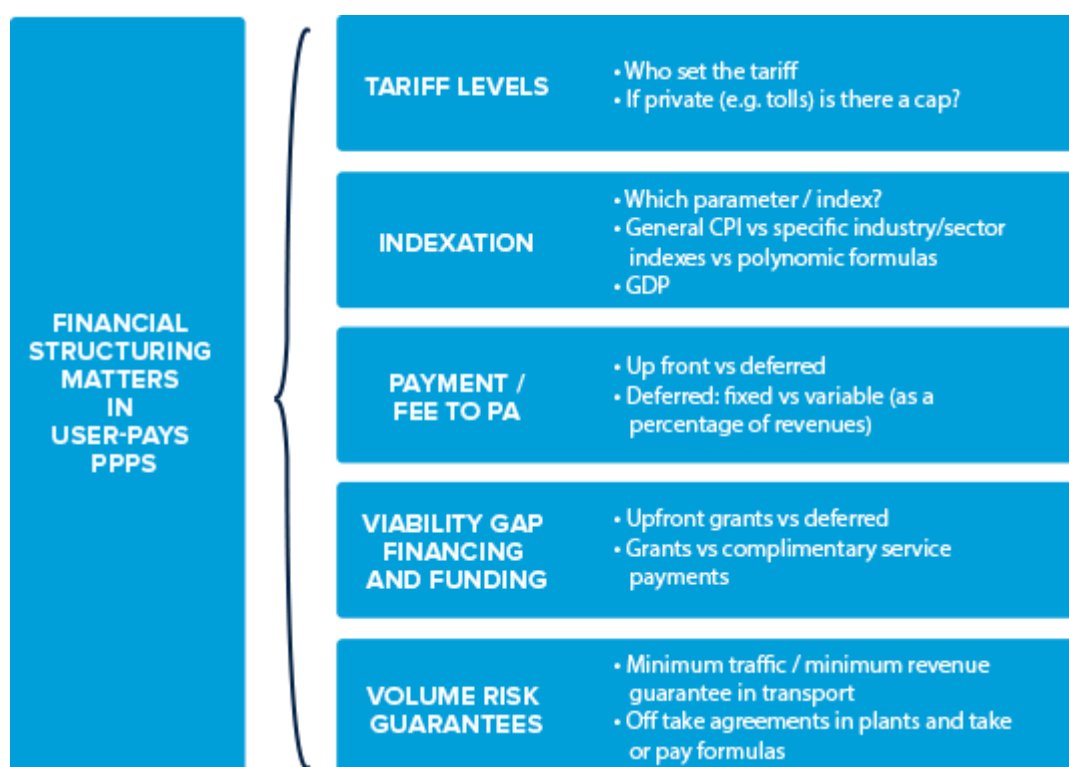 FINANCIAL
STRUCTURING
MATTERS
IN
USER-PAYS
PPPS
TARIFF LEVELS
• Who set the tariff
• If private (e.g. tolls) is there a cap?
INDEXATION
• Which parameter / index?
• General CPI vs specific industry/sector
indexes vs polynomic formulas
• GDP
PAYMENT /
FEE TO PA
• Up front vs deferred
• Deferred: fixed vs variable (as a
percentage of revenues)
VIABILITY GAP
FINANCING
AND FUNDING
• Upfront grants vs deferred
• Grants vs complimentary service
payments
VOLUME RISK
GUARANTEES
• Minimum traffic / minimum revenue
guarantee in transport
• Off take agreements in plants and take
or pay formulas